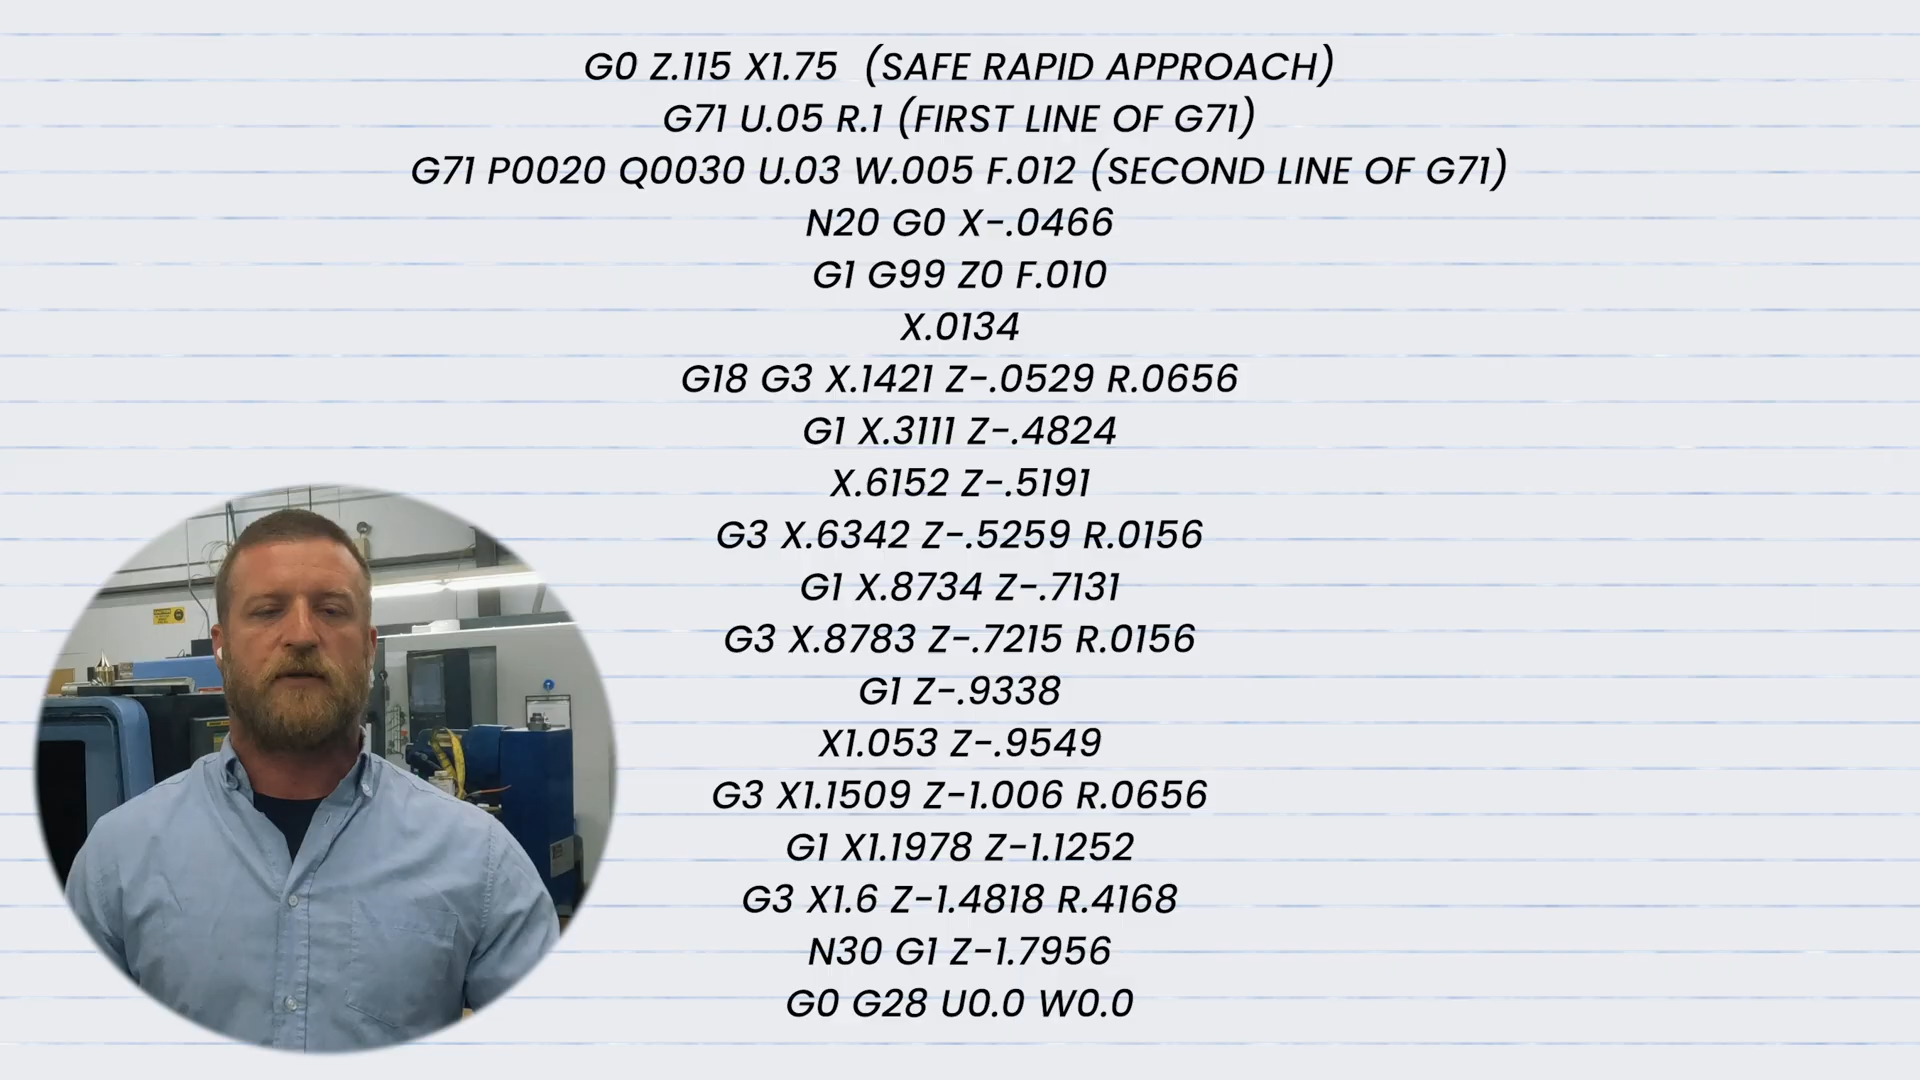 G0 Z.115 X1.75 (SAFE RAPID APPROACH)
G71 U.05 R.1 (FIRST LINE OF G71)
G71 P0020 Q0030 U.03 W.005 F.012 (SECOND LINE OF G71)
N20 G0 X-.0466
G1 G99 Z0 F.010
X.0134
G18 G3 X.1421 Z-.0529 R.0656
G1 X.3111 Z-.4824
X.6152 Z-.5191
G3 X.6342 Z-.5259 R.0156
G1 X.8734 Z-.7131
G3 X.8783 Z-.7215 R.0156
G1 Z-.9338
X1.053 Z-.9549
G3 X1.1509 Z-1.006 R.0656
G1 X1.1978 Z-1.1252
G3 X1.6 Z-1.4818 R.4168
N30 G1 Z-1.7956
G0 G28 U0.0 W0.0